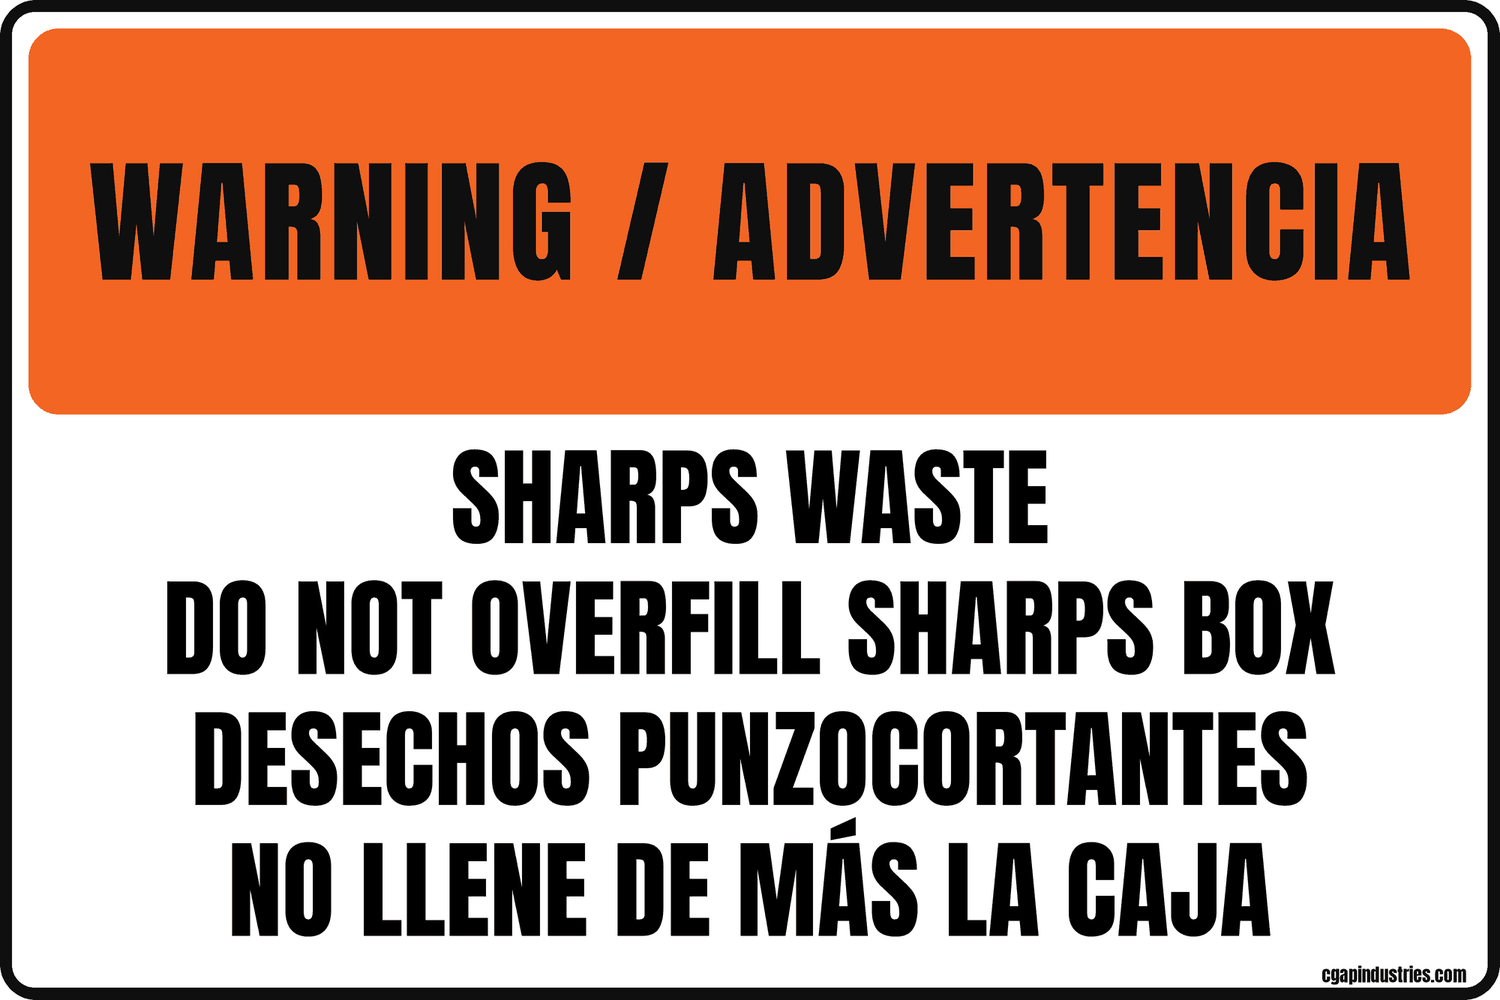 WARNING / ADVERTENCIA
SHARPS WASTE
DO NOT OVERFILL SHARPS BOX
DESECHOS PUNZOCORTANTES
NO LLENE DE MÁS LA CAJA
cgapindustries.com